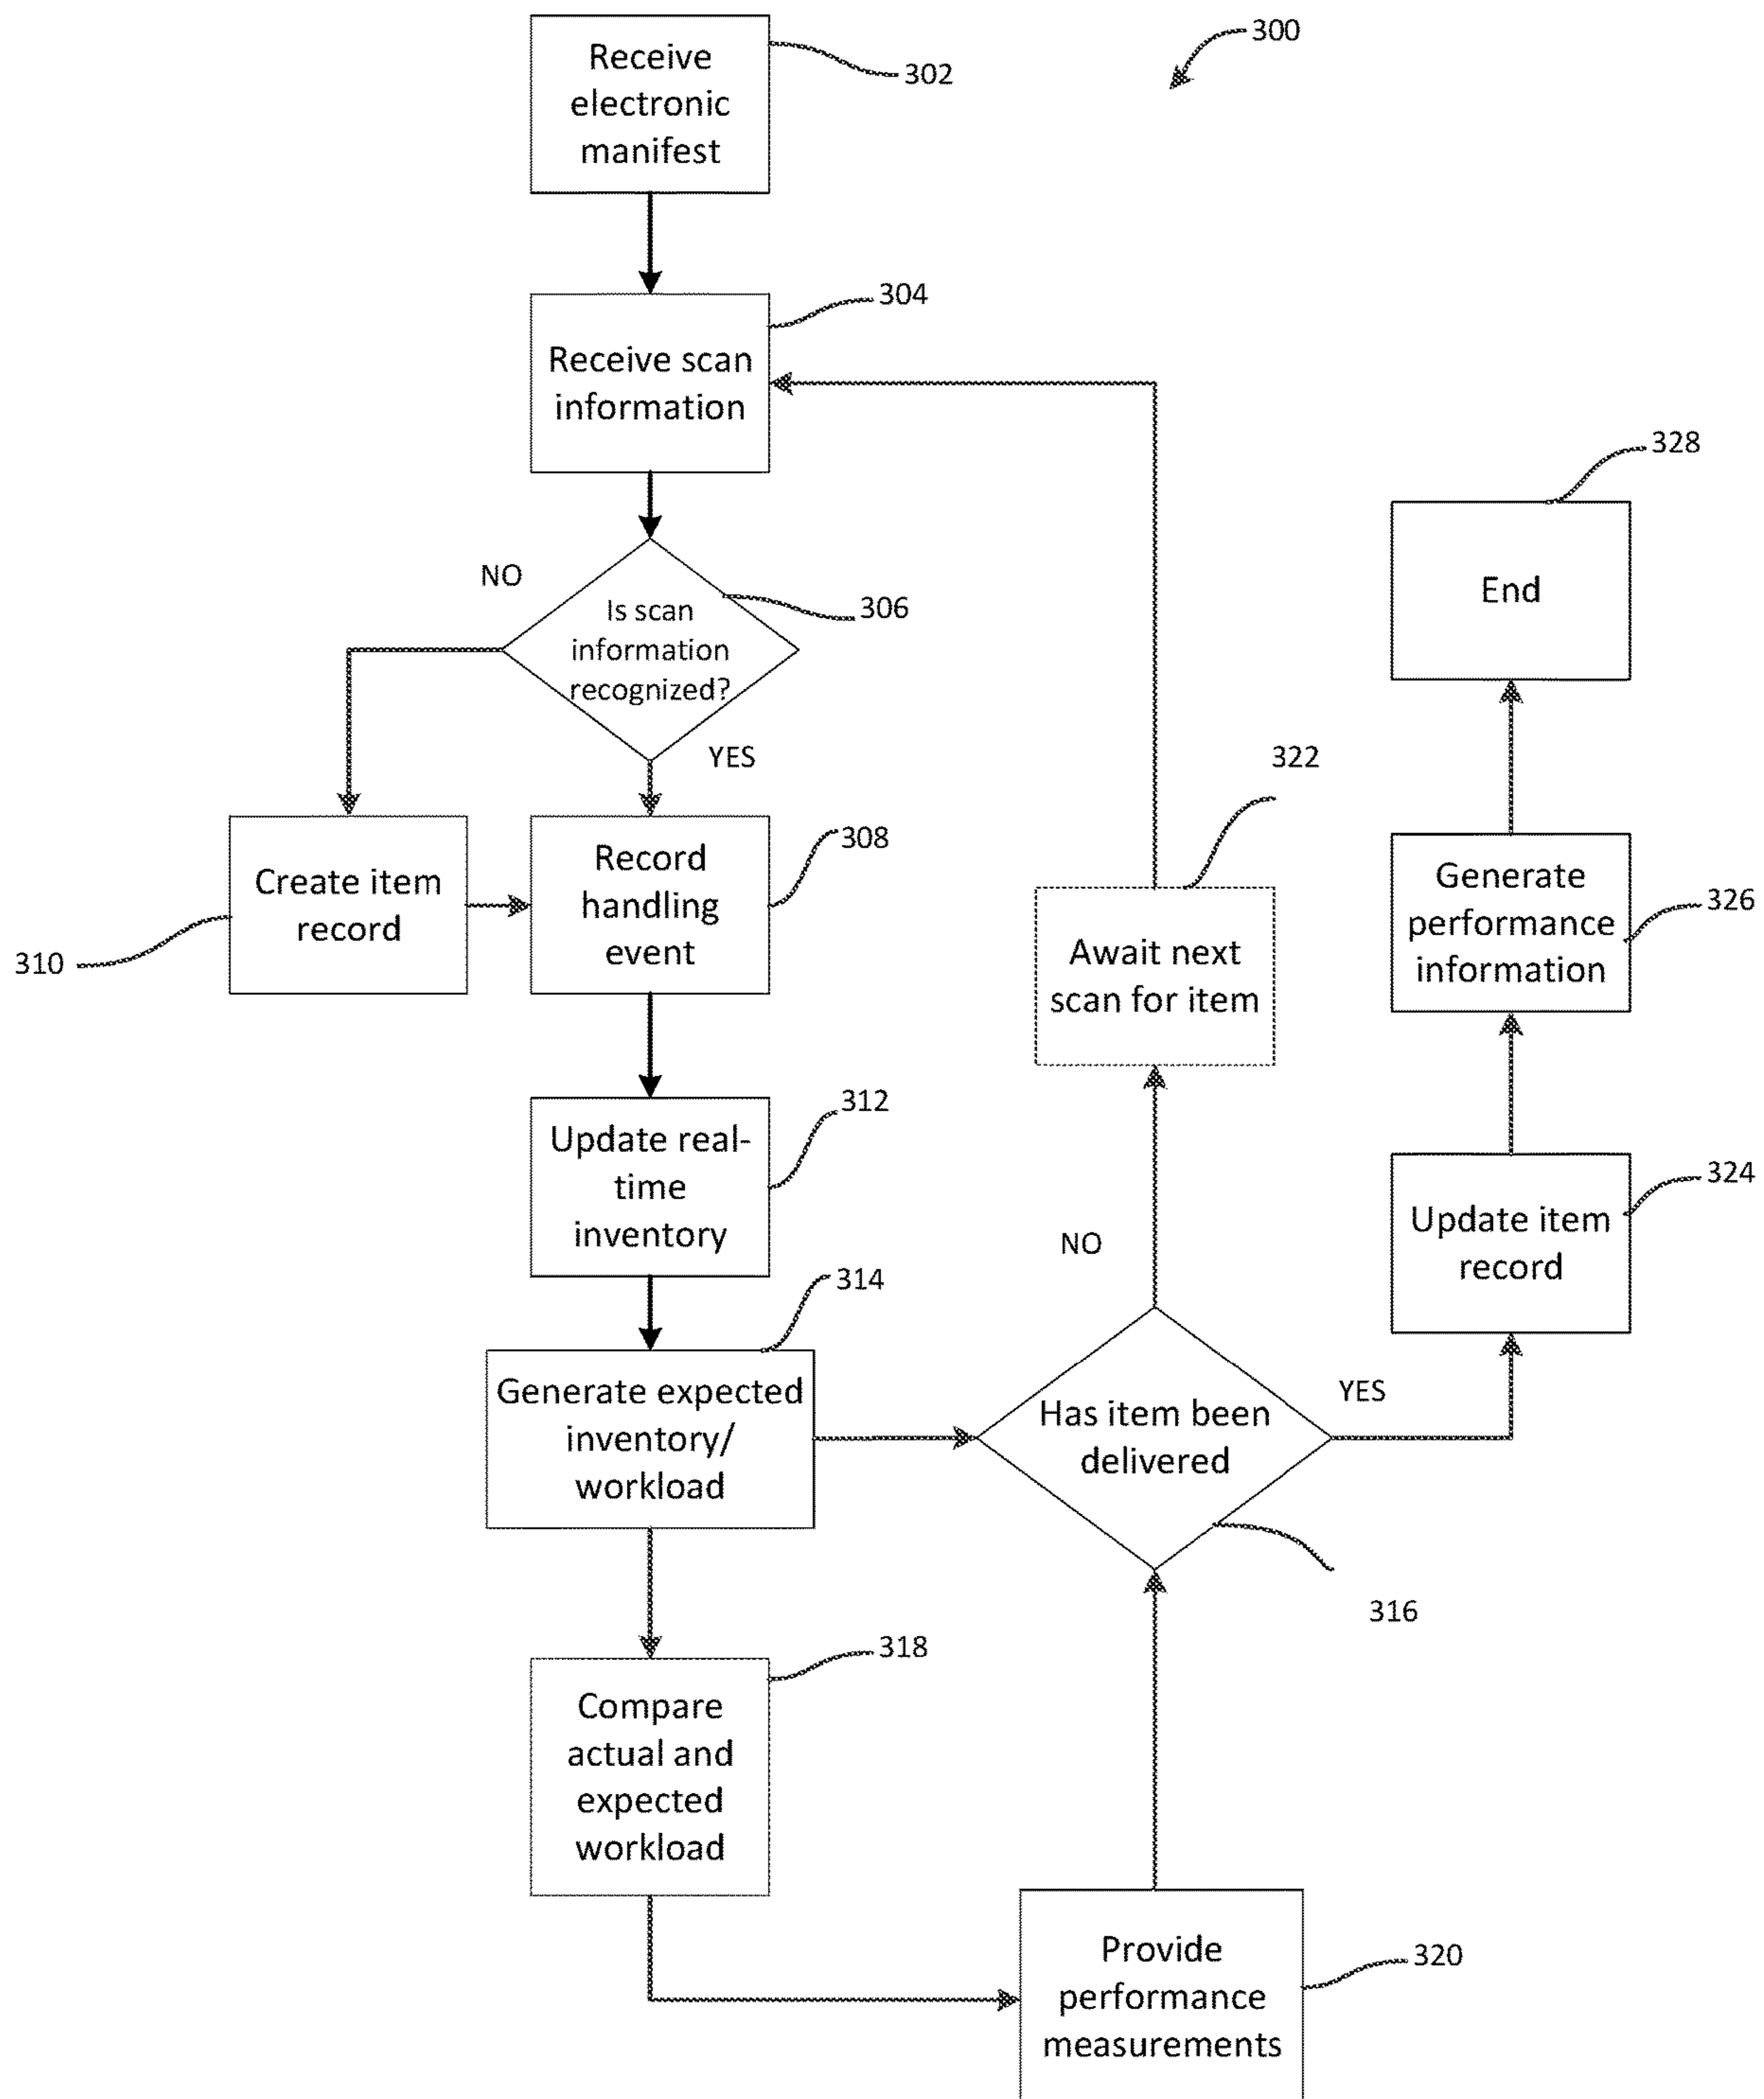 Receive
electronic
manifest
302
300
304
Receive scan
information
NO
Is scan
information
recognized?
306
YES
Create item
record
310
Record
handling
event
308
Update real-
time
inventory
312
Generate expected
inventory/
workload
314
Compare
actual and
expected
workload
318
Provide
performance
measurements
320
Has item been
delivered
316
NO
YES
Await next
scan for item
322
Update item
record
324
Generate
performance
information
326
End
328